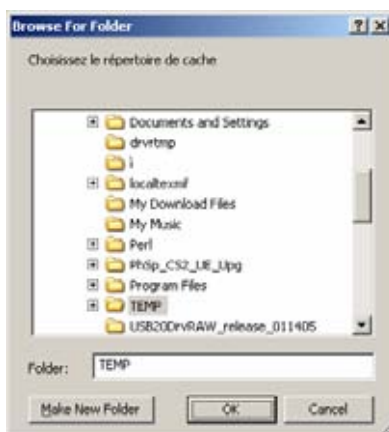 Browse For Folder
Choisissez le répertoire de cache
Documents and Settings
drvrtmp
i
localtexmf
My Download Files
My Music
Perl
PhSp_CS2_UE_Upg
Program Files
TEMP
USB20DrvRAW_release_011405
Folder: TEMP
Make New Folder OK Cancel